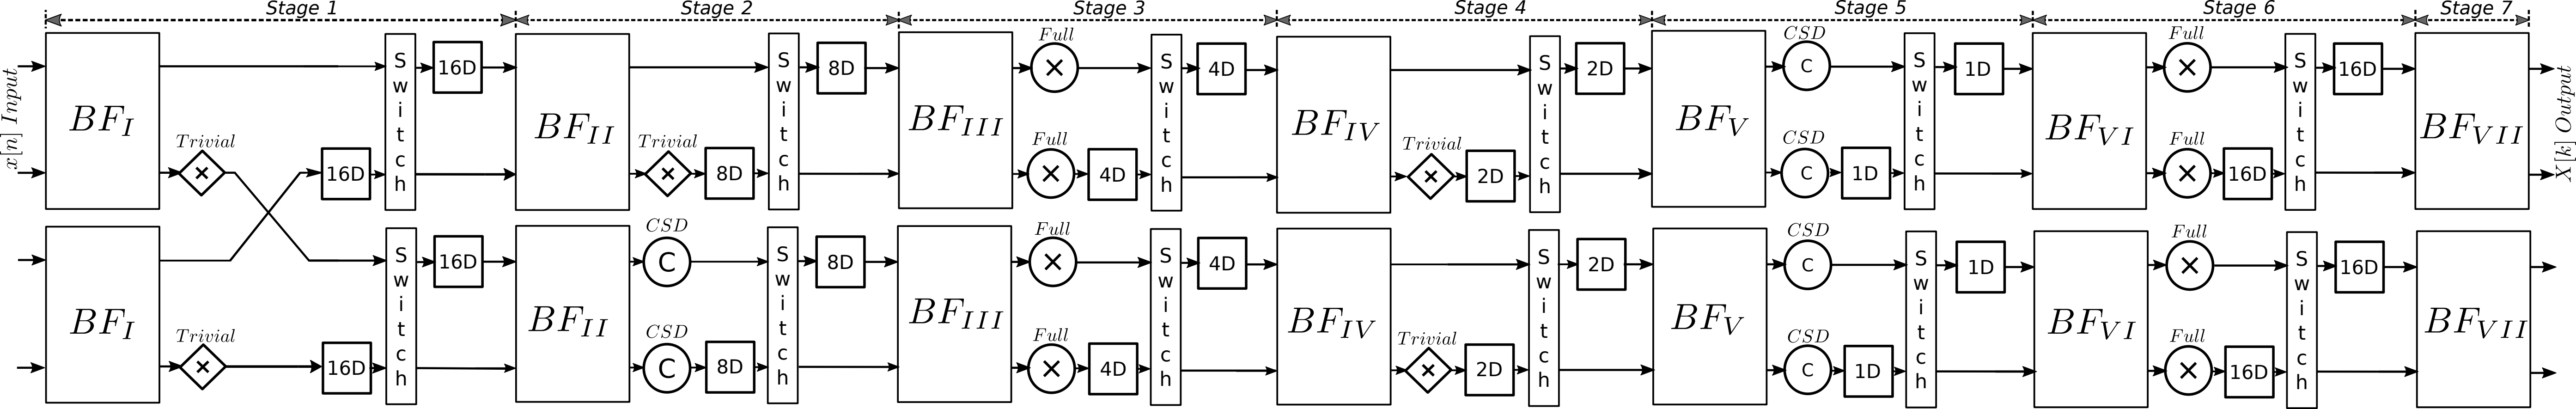 Stage 1 Stage 2 Stage 3 Stage 4 Stage 5 Stage 6 Stage 7
x[n] Input
BF_I
Trivial
×
16D
Switch
16D
BF_II
Trivial
×
8D
Switch
8D
BF_III
Full
×
Full
×
4D
Switch
4D
BF_IV
Trivial
×
2D
Switch
2D
BF_V
CSD
C
CSD
C
1D
Switch
1D
BF_VI
Full
×
Full
×
16D
Switch
16D
BF_VII
X[k] Output
BF_I
Trivial
×
16D
Switch
16D
BF_II
CSD
C
CSD
C
8D
Switch
8D
BF_III
Full
×
Full
×
4D
Switch
4D
BF_IV
Trivial
×
2D
Switch
2D
BF_V
CSD
C
CSD
C
1D
Switch
1D
BF_VI
Full
×
Full
×
16D
Switch
16D
BF_VII